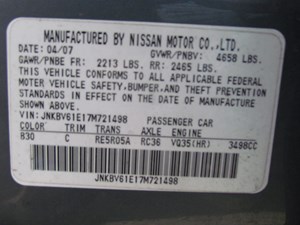 MANUFACTURED BY NISSAN MOTOR CO.,LTD.
DATE: 04/07 GVWR/PNBV: 4658 LBS.
GAWR/PNBE FR: 2213 LBS. RR: 2465 LBS.
THIS VEHICLE CONFORMS TO ALL APPLICABLE FEDERAL
MOTOR VEHICLE SAFETY,BUMPER,AND THEFT PREVENTION
STANDARDS IN EFFECT ON THE DATE OF
MANUFACTURE SHOWN ABOVE.
VIN: JNKBV61E17M721498 PASSENGER CAR
COLOR TRIM TRANS AXLE ENGINE
B30 C RE5R05A RC36 VQ35(HR) 3498CC
JNKBV61E17M721498